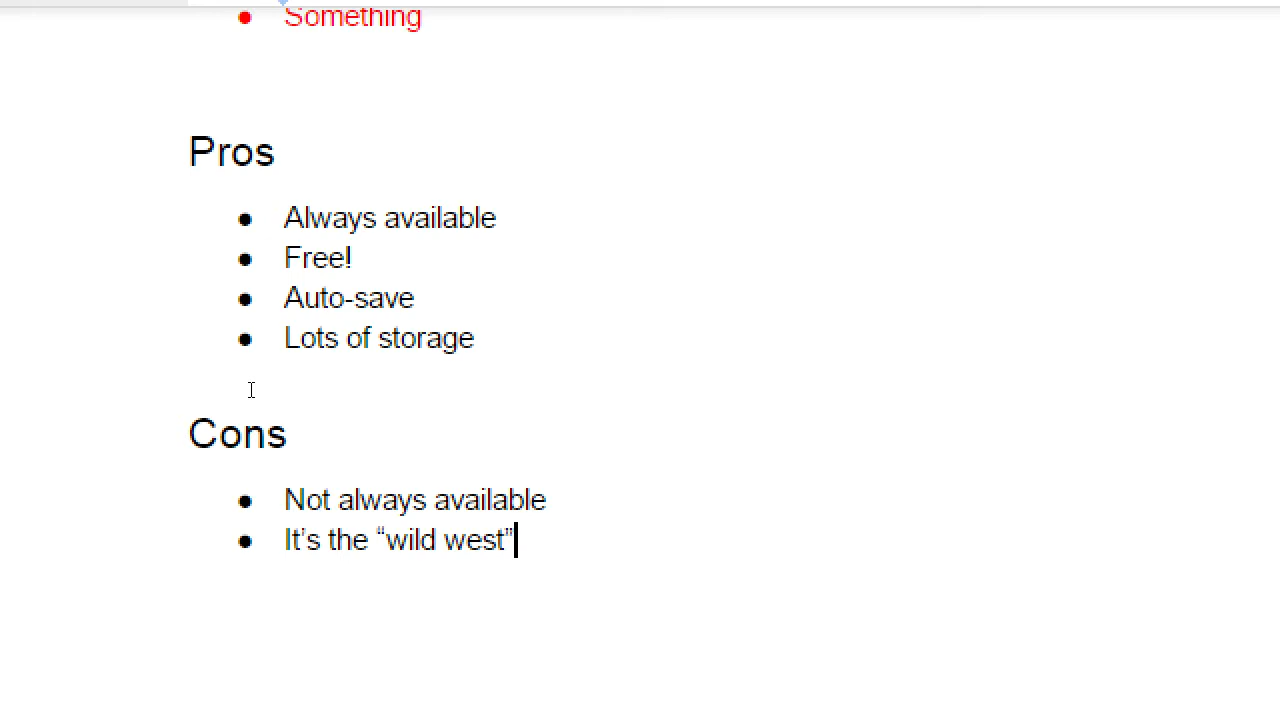 ● Something
Pros
● Always available
● Free!
● Auto-save
● Lots of storage
Cons
● Not always available
● It’s the “wild west”